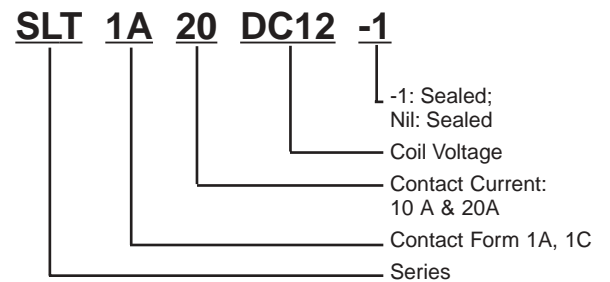 SLT 1A 20 DC12 -1
-1: Sealed;
Nil: Sealed
Coil Voltage
Contact Current:
10 A & 20A
Contact Form 1A, 1C
Series